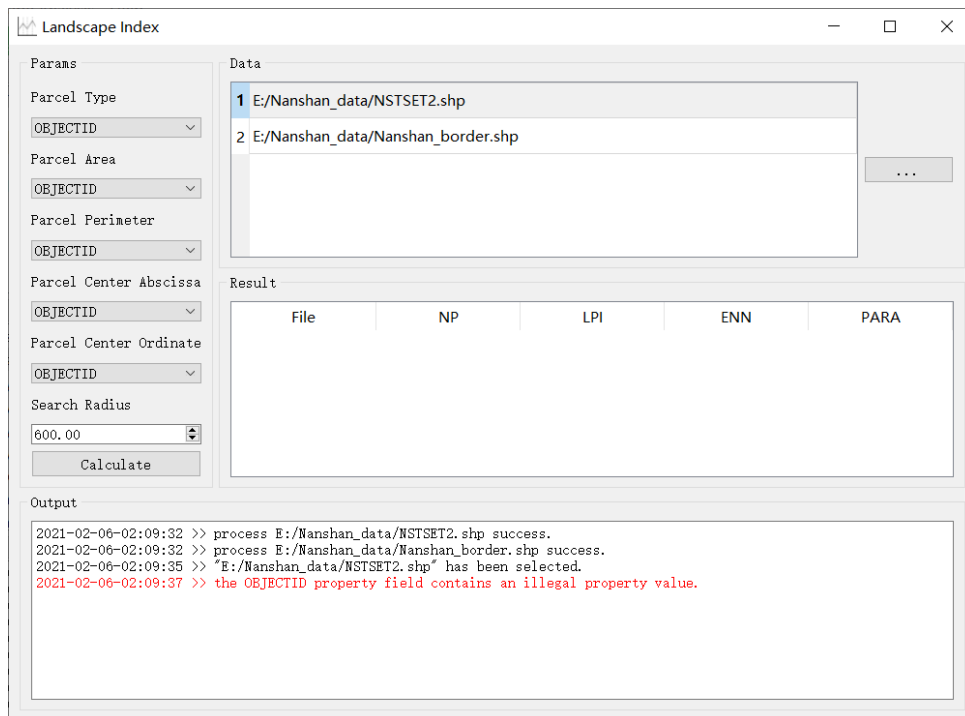 Landscape Index
Params
Parcel Type
OBJECTID
Parcel Area
OBJECTID
Parcel Perimeter
OBJECTID
Parcel Center Abscissa
OBJECTID
Parcel Center Ordinate
OBJECTID
Search Radius
600.00
Calculate
Data
1 E:/Nanshan_data/NSTSET2.shp
2 E:/Nanshan_data/Nanshan_border.shp
...
Result
File NP LPI ENN PARA
Output
2021-02-06-02:09:32 >> process E:/Nanshan_data/NSTSET2.shp success.
2021-02-06-02:09:32 >> process E:/Nanshan_data/Nanshan_border.shp success.
2021-02-06-02:09:35 >> "E:/Nanshan_data/NSTSET2.shp" has been selected.
2021-02-06-02:09:37 >> the OBJECTID property field contains an illegal property value.